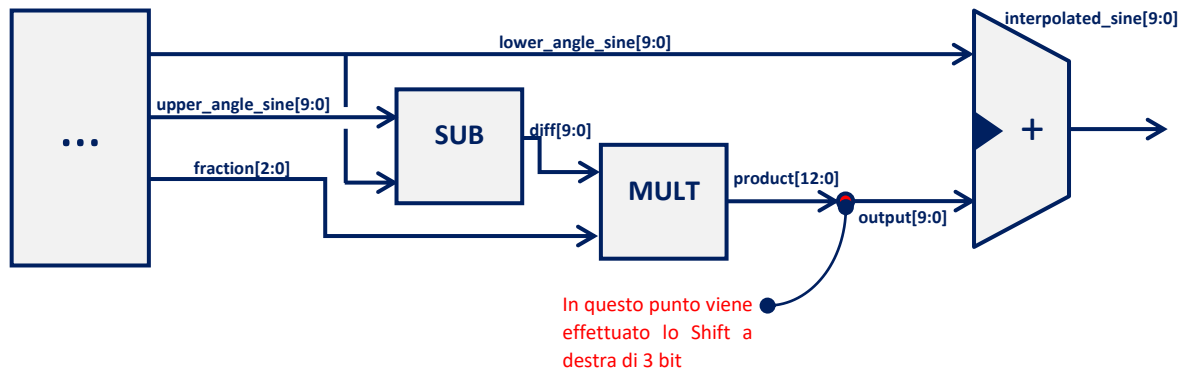 interpolated_sine[9:0]
lower_angle_sine[9:0]
upper_angle_sine[9:0]
...
SUB
diff[9:0]
+
fraction[2:0]
MULT
product[12:0]
output[9:0]
In questo punto viene
effettuato lo Shift a
destra di 3 bit